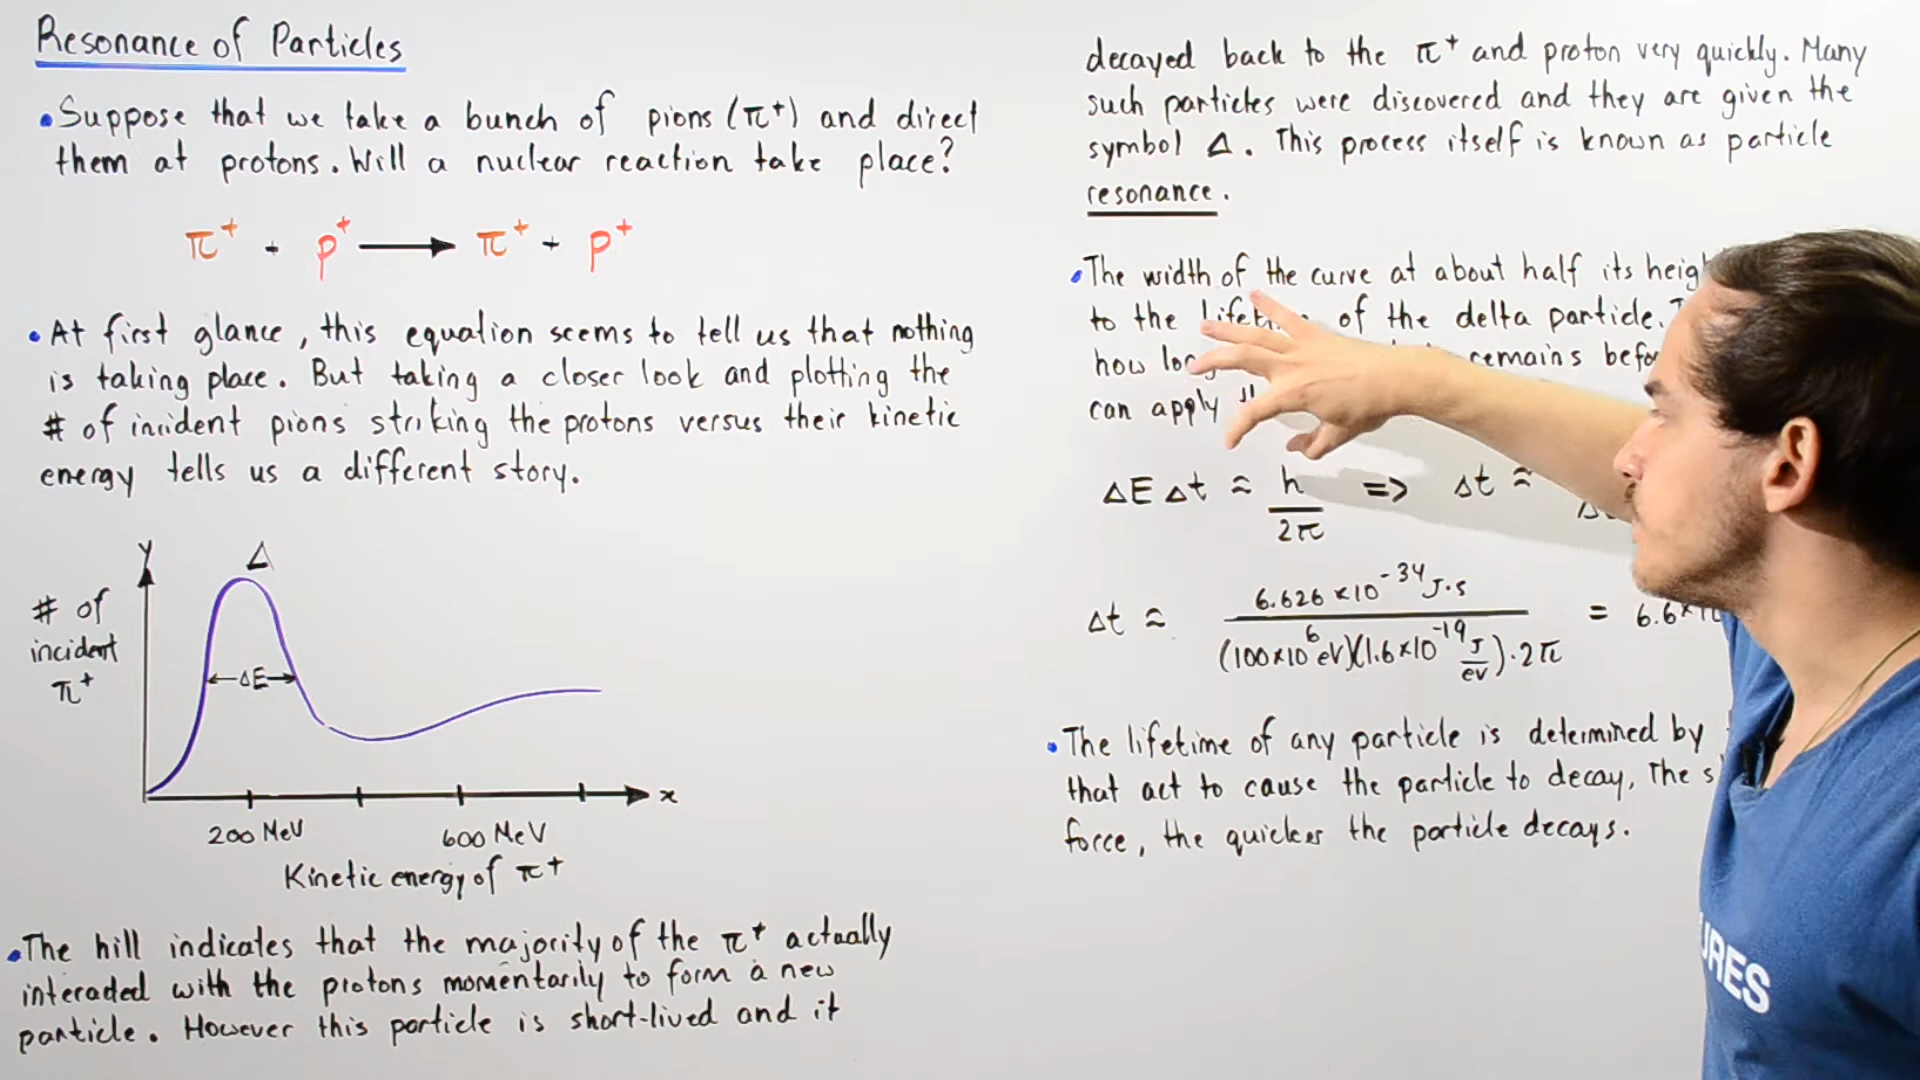 Resonance of Particles
•Suppose that we take a bunch of pions (π⁺) and direct
them at protons. Will a nuclear reaction take place?
π⁺ + p⁺ ⟶ π⁺ + p⁺
•At first glance, this equation seems to tell us that nothing
is taking place. But taking a closer look and plotting the
# of incident pions striking the protons versus their kinetic
energy tells us a different story.
y
Δ
# of
incident
π⁺
ΔE
x
200 MeV
600 MeV
Kinetic energy of π⁺
•The hill indicates that the majority of the π⁺ actually
interacted with the protons momentarily to form a new
particle. However this particle is short-lived and it
decayed back to the π⁺ and proton very quickly. Many
such particles were discovered and they are given the
symbol Δ. This process itself is known as particle
resonance.
•The width of the curve at about half its
to the of the delta particle.
how remains
can apply
ΔE Δt ≈ h/2π => Δt ≈
Δt ≈ 6.626×10⁻³⁴ J·s / (100×10⁶ eV)(1.6×10⁻¹⁹ J/eV)·2π = 6.6×
•The lifetime of any particle is determined by
that act to cause the particle to decay. The
force, the quicker the particle decays.
URES